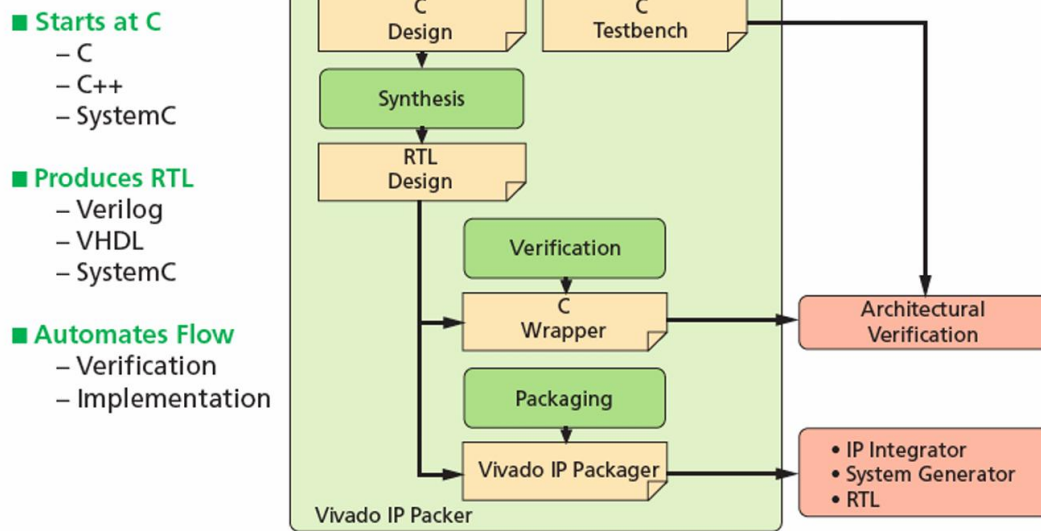 ■ Starts at C
– C
– C++
– SystemC
■ Produces RTL
– Verilog
– VHDL
– SystemC
■ Automates Flow
– Verification
– Implementation
C
Design
C
Testbench
Synthesis
RTL
Design
Verification
C
Wrapper
Architectural
Verification
Packaging
Vivado IP Packager
• IP Integrator
• System Generator
• RTL
Vivado IP Packer